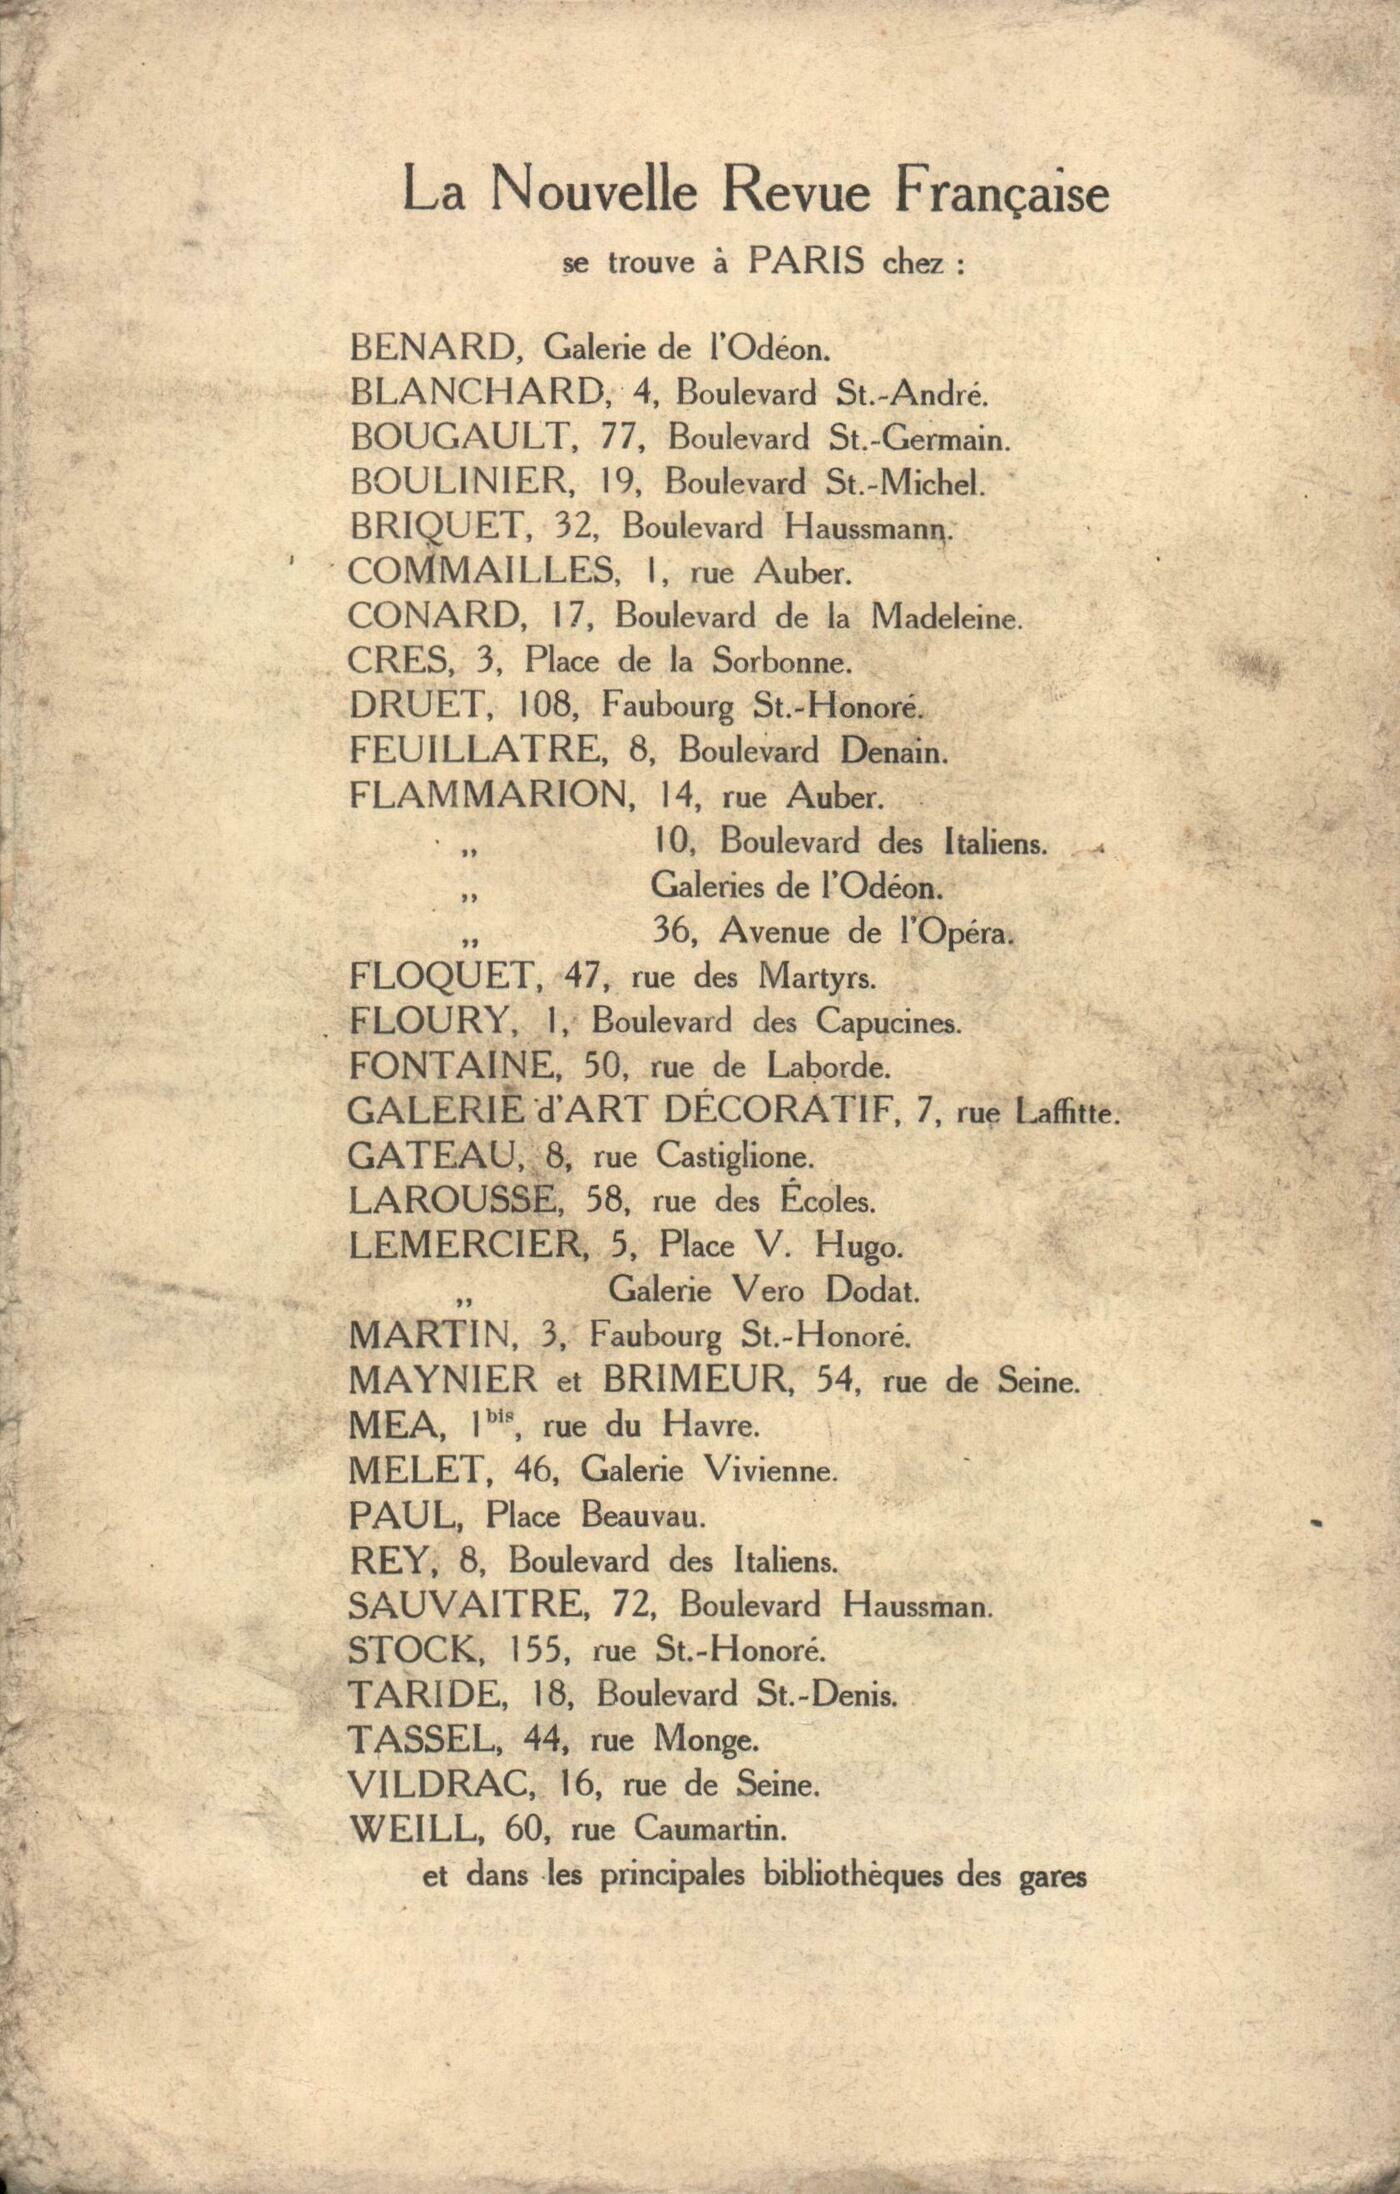 La Nouvelle Revue Française
se trouve à PARIS chez :
BENARD, Galerie de l'Odéon.
BLANCHARD, 4, Boulevard St.-André.
BOUGAULT, 77, Boulevard St.-Germain.
BOULINIER, 19, Boulevard St.-Michel.
BRIQUET, 32, Boulevard Haussmann.
COMMAILLES, 1, rue Auber.
CONARD, 17, Boulevard de la Madeleine.
CRES, 3, Place de la Sorbonne.
DRUET, 108, Faubourg St.-Honoré.
FEUILLATRE, 8, Boulevard Denain.
FLAMMARION, 14, rue Auber.
„ 10, Boulevard des Italiens.
„ Galeries de l'Odéon.
„ 36, Avenue de l'Opéra.
FLOQUET, 47, rue des Martyrs.
FLOURY, 1, Boulevard des Capucines.
FONTAINE, 50, rue de Laborde.
GALERIE d'ART DÉCORATIF, 7, rue Laffitte.
GATEAU, 8, rue Castiglione.
LAROUSSE, 58, rue des Écoles.
LEMERCIER, 5, Place V. Hugo.
„ Galerie Vero Dodat.
MARTIN, 3, Faubourg St.-Honoré.
MAYNIER et BRIMEUR, 54, rue de Seine.
MEA, 1bis, rue du Havre.
MELET, 46, Galerie Vivienne.
PAUL, Place Beauvau.
REY, 8, Boulevard des Italiens.
SAUVAITRE, 72, Boulevard Haussman.
STOCK, 155, rue St.-Honoré.
TARIDE, 18, Boulevard St.-Denis.
TASSEL, 44, rue Monge.
VILDRAC, 16, rue de Seine.
WEILL, 60, rue Caumartin.
et dans les principales bibliothèques des gares